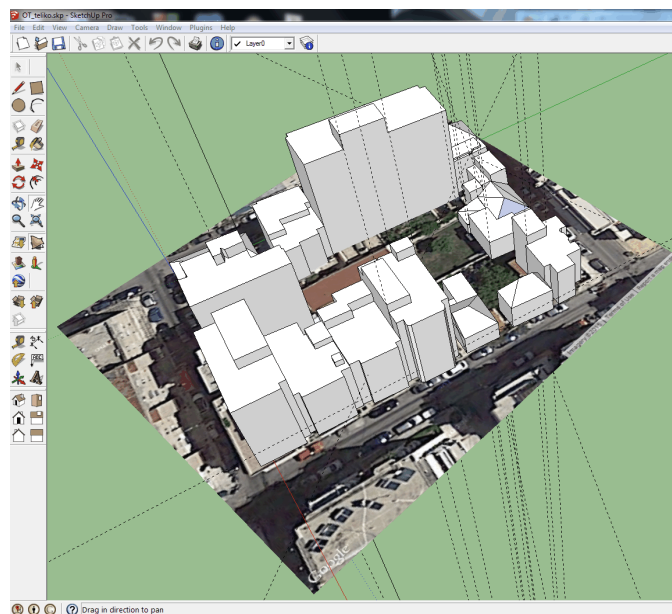 OT_teliko.skp - SketchUp Pro
File Edit View Camera Draw Tools Window Plugins Help
Layer0
Google
Drag in direction to pan